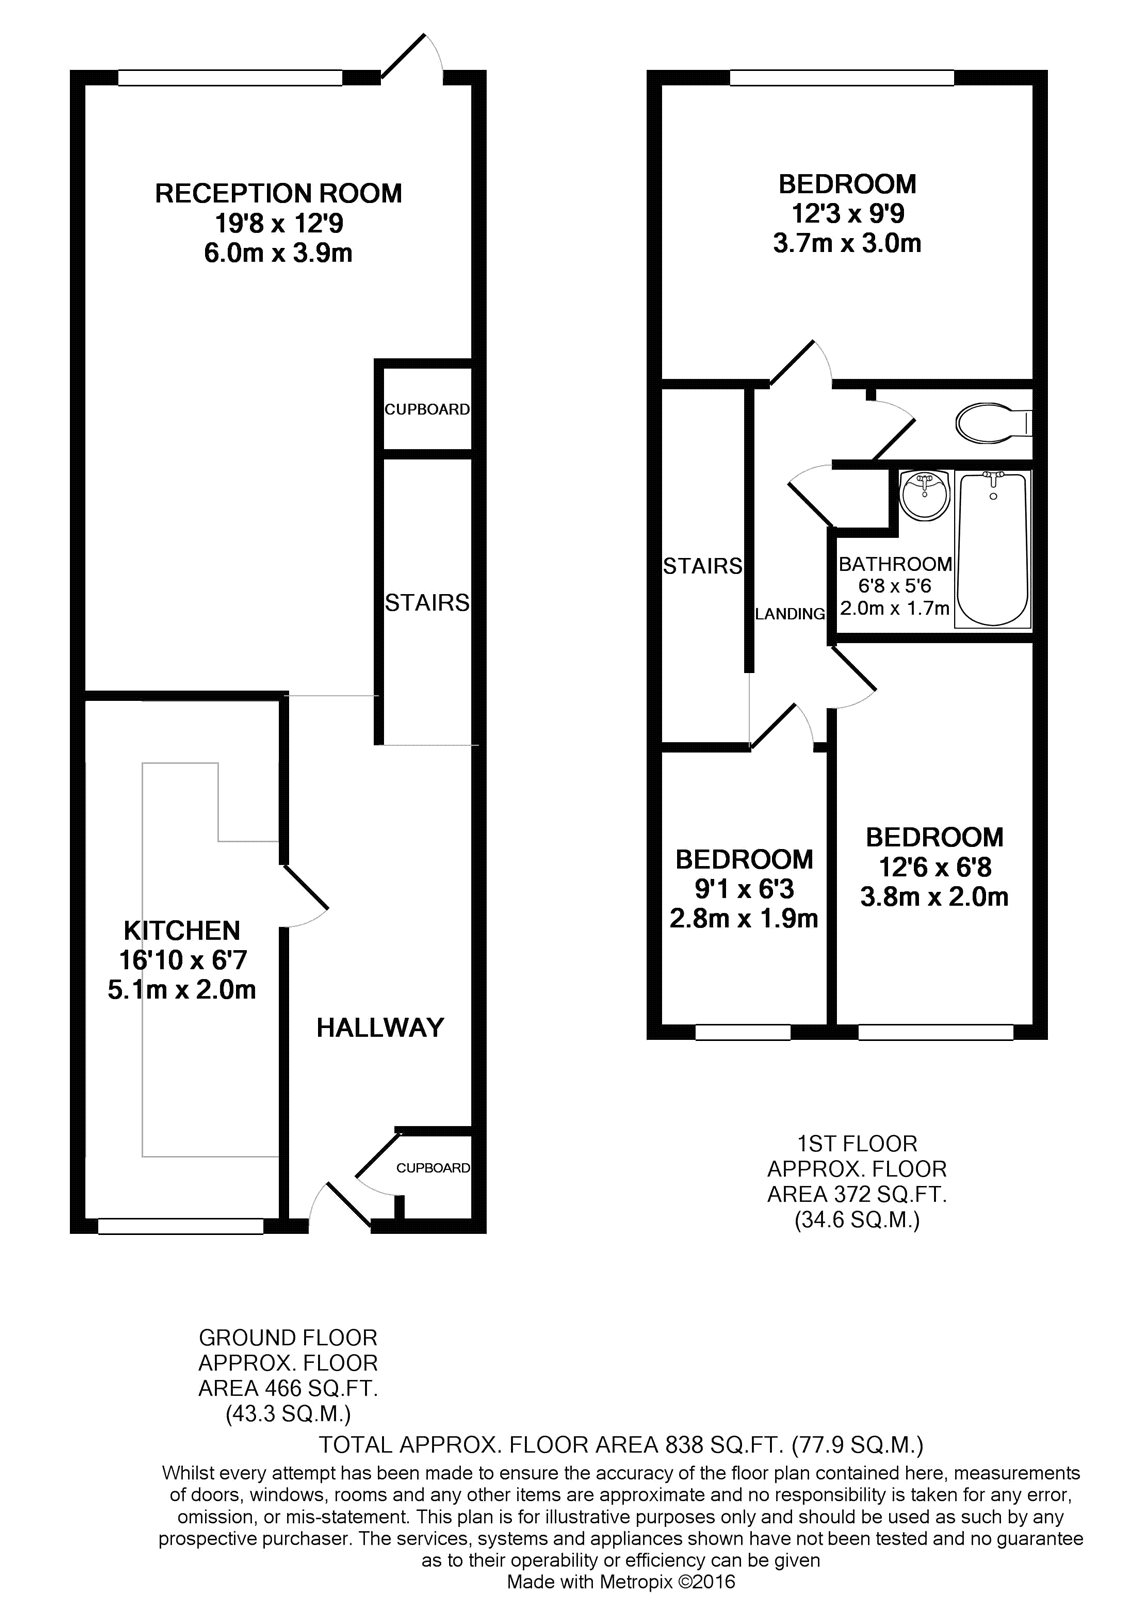 RECEPTION ROOM
19'8 x 12'9
6.0m x 3.9m
CUPBOARD
STAIRS
KITCHEN
16'10 x 6'7
5.1m x 2.0m
HALLWAY
CUPBOARD
GROUND FLOOR
APPROX. FLOOR
AREA 466 SQ.FT.
(43.3 SQ.M.)
BEDROOM
12'3 x 9'9
3.7m x 3.0m
STAIRS
BATHROOM
6'8 x 5'6
2.0m x 1.7m
LANDING
BEDROOM
9'1 x 6'3
2.8m x 1.9m
BEDROOM
12'6 x 6'8
3.8m x 2.0m
1ST FLOOR
APPROX. FLOOR
AREA 372 SQ.FT.
(34.6 SQ.M.)
TOTAL APPROX. FLOOR AREA 838 SQ.FT. (77.9 SQ.M.)
Whilst every attempt has been made to ensure the accuracy of the floor plan contained here, measurements
of doors, windows, rooms and any other items are approximate and no responsibility is taken for any error,
omission, or mis-statement. This plan is for illustrative purposes only and should be used as such by any
prospective purchaser. The services, systems and appliances shown have not been tested and no guarantee
as to their operability or efficiency can be given
Made with Metropix ©2016